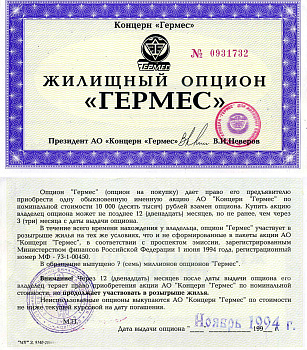 Концерн «Гермес»
ГЕРМЕС
№ 0931732
ЖИЛИЩНЫЙ ОПЦИОН
«ГЕРМЕС»
Президент АО «Концерн «Гермес» В.И.Неверов
Опцион "Гермес" (опцион на покупку) дает право его предъявителю
приобрести одну обыкновенную именную акцию АО "Концерн "Гермес" по
номинальной стоимости 10 000 (десять тысяч) рублей взамен опциона. Купить акцию
владелец опциона может не позднее 12 (двенадцати) месяцев, но не ранее, чем через
3 (три) месяца с даты выдачи опциона.
В течение всего времени нахождения у владельца, опцион "Гермес" участвует в
розыгрыше жилья на тех же условиях, что и не сформированные в пакеты акции АО
"Концерн "Гермес", в соответствии с проспектом эмиссии, зарегистрированным
Министерством финансов Российской Федерации 1 июня 1994 года, регистрационный
номер МФ - 73-1-00450.
В обращение выпущено 7 (семь) миллионов опционов "Гермес".
Внимание! Через 12 (двенадцать) месяцев после даты выдачи опциона его
владелец теряет право приобретения акции АО "Концерн "Гермес" по номинальной
стоимости, но продолжает участвовать в розыгрыше жилья.
Неиспользованные опционы выкупаются АО "Концерн "Гермес" по стоимости
не ниже текущей курсовой на дату погашения.
М.П.
Дата выдачи опциона Ноябрь 1994 г.